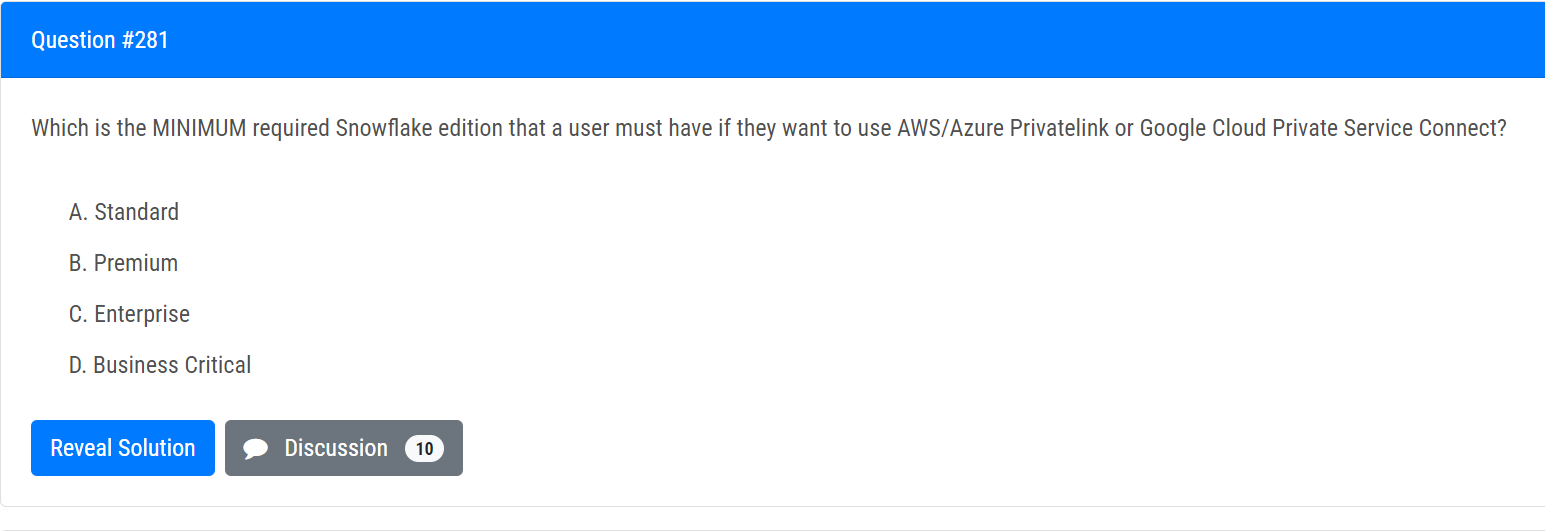 Question #281
Which is the MINIMUM required Snowflake edition that a user must have if they want to use AWS/Azure Privatelink or Google Cloud Private Service Connect?
A. Standard
B. Premium
C. Enterprise
D. Business Critical
Reveal Solution Discussion 10